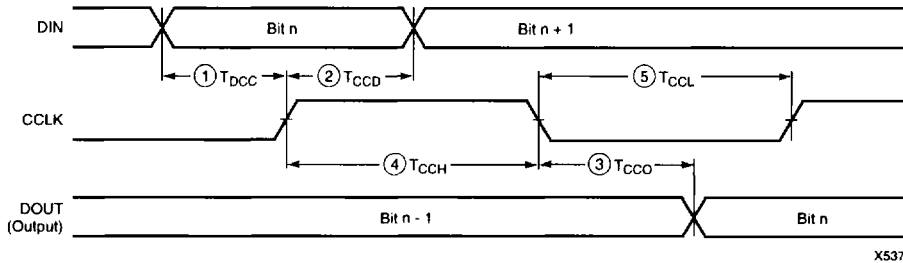 DIN
Bit n
Bit n + 1
① T_DCC
② T_CCD
⑤ T_CCL
CCLK
④ T_CCH
③ T_CCO
DOUT
(Output)
Bit n - 1
Bit n
X537